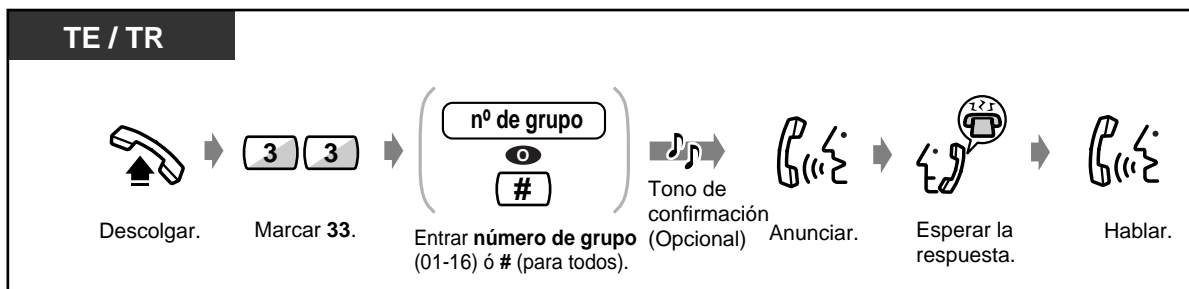 TE / TR
3 3
nº de grupo
o
#
Descolgar.
Marcar 33.
Entrar número de grupo
(01-16) ó # (para todos).
Tono de
confirmación
(Opcional)
Anunciar.
Esperar la
respuesta.
Hablar.